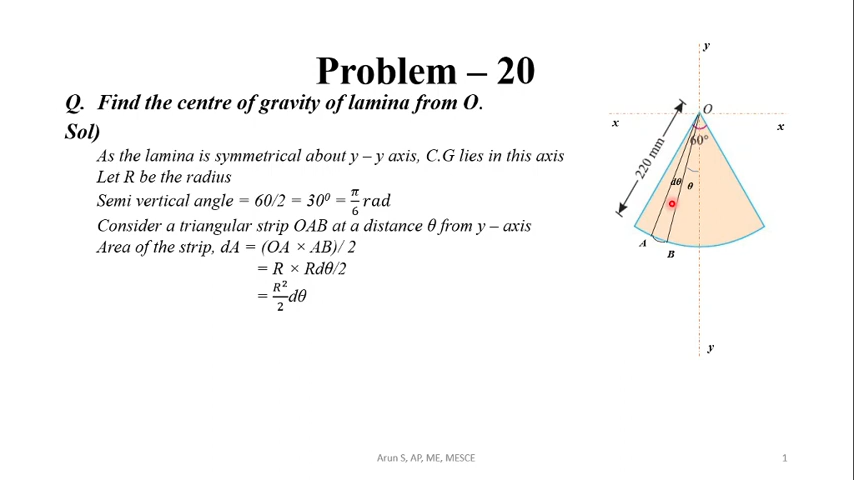 Problem – 20
Q. Find the centre of gravity of lamina from O.
Sol)
As the lamina is symmetrical about y – y axis, C.G lies in this axis
Let R be the radius
Semi vertical angle = 60/2 = 30⁰ = π/6 rad
Consider a triangular strip OAB at a distance θ from y – axis
Area of the strip, dA = (OA × AB)/ 2
= R × Rdθ/2
= R²/2 dθ
y
O
x
x
60°
220 mm
dθ
θ
A
B
y
Arun S, AP, ME, MESCE
1